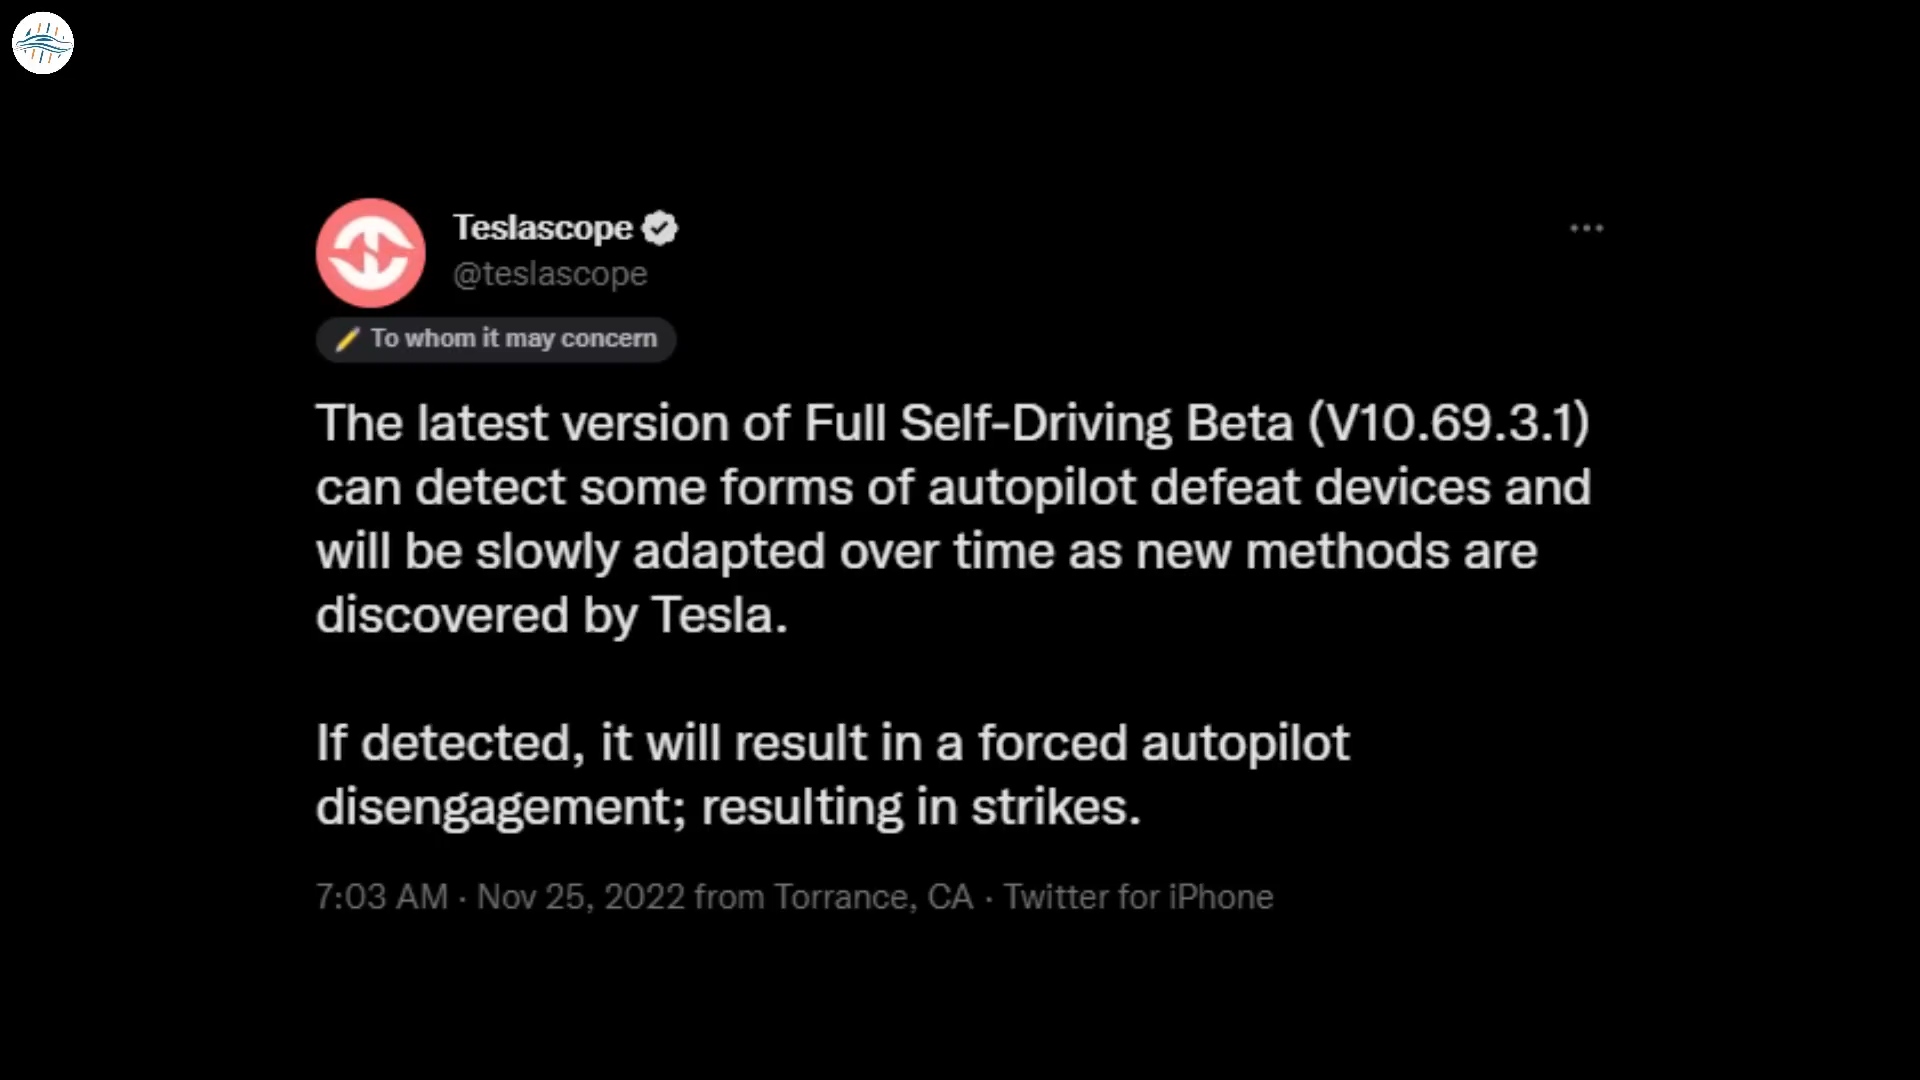 Teslascope
@teslascope
To whom it may concern
The latest version of Full Self-Driving Beta (V10.69.3.1)
can detect some forms of autopilot defeat devices and
will be slowly adapted over time as new methods are
discovered by Tesla.
If detected, it will result in a forced autopilot
disengagement; resulting in strikes.
7:03 AM · Nov 25, 2022 from Torrance, CA · Twitter for iPhone